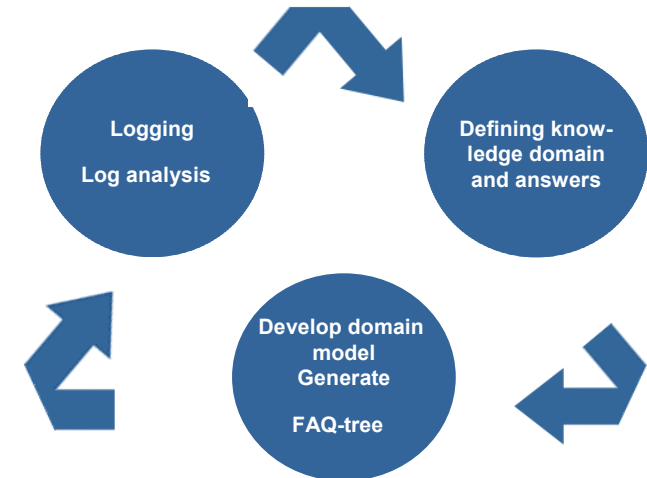 Logging
Log analysis
Defining know-
ledge domain
and answers
Develop domain
model
Generate
FAQ-tree